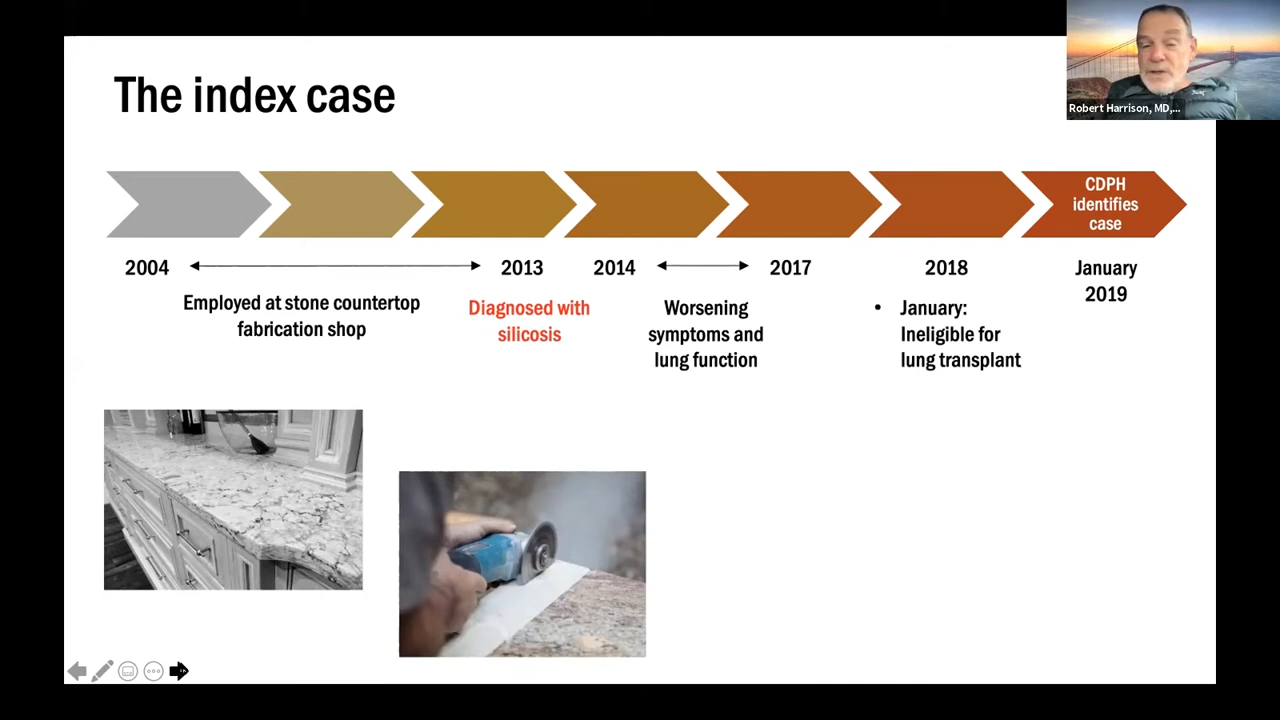 The index case
Robert Harrison, MD,...
CDPH
identifies
case
2004
2013
2014
2017
2018
January
2019
Employed at stone countertop
fabrication shop
Diagnosed with
silicosis
Worsening
symptoms and
lung function
• January:
Ineligible for
lung transplant